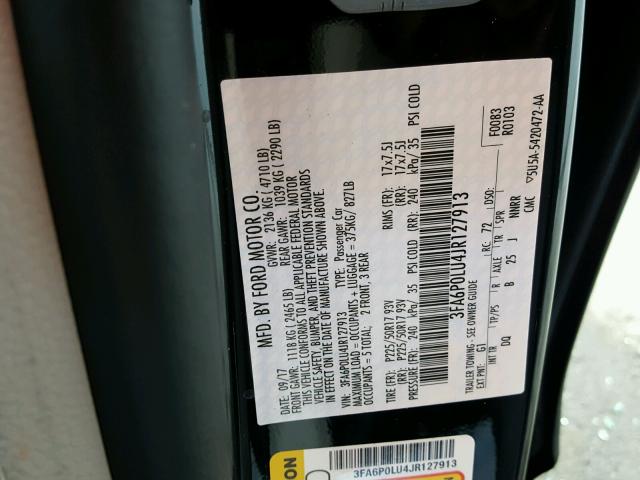 MFD. BY FORD MOTOR CO.
DATE: 09/17 GVWR: 2136 KG ( 4710 LB)
FRONT GAWR: 1118 KG ( 2465 LB) REAR GAWR: 1039 KG ( 2290 LB)
THIS VEHICLE CONFORMS TO ALL APPLICABLE FEDERAL MOTOR
VEHICLE SAFETY, BUMPER, AND THEFT PREVENTION STANDARDS
IN EFFECT ON THE DATE OF MANUFACTURE SHOWN ABOVE.
VIN: 3FA6P0LU4JR127913 TYPE: Passenger Car
MAXIMUM LOAD = OCCUPANTS + LUGGAGE = 375KG/ 827LB
OCCUPANTS = 5 TOTAL: 2 FRONT, 3 REAR
TIRE (FR): P225/50R17 93V RIMS (FR): 17x7.5J
(RR): P225/50R17 93V (RR): 17x7.5J
PRESSURE (FR): 240 kPa/ 35 PSI COLD (RR): 240 kPa/ 35 PSI COLD
3FA6P0LU4JR127913
TRAILER TOWING - SEE OWNER GUIDE
F0083
R0103
EXT PNT: G1 RC: 72 DSO:
INT TR TP/PS R AXLE TR SPR
DQ B 25 J NNRR
CMC ▽5U5A-5420472-AA
3FA6P0LU4JR127913